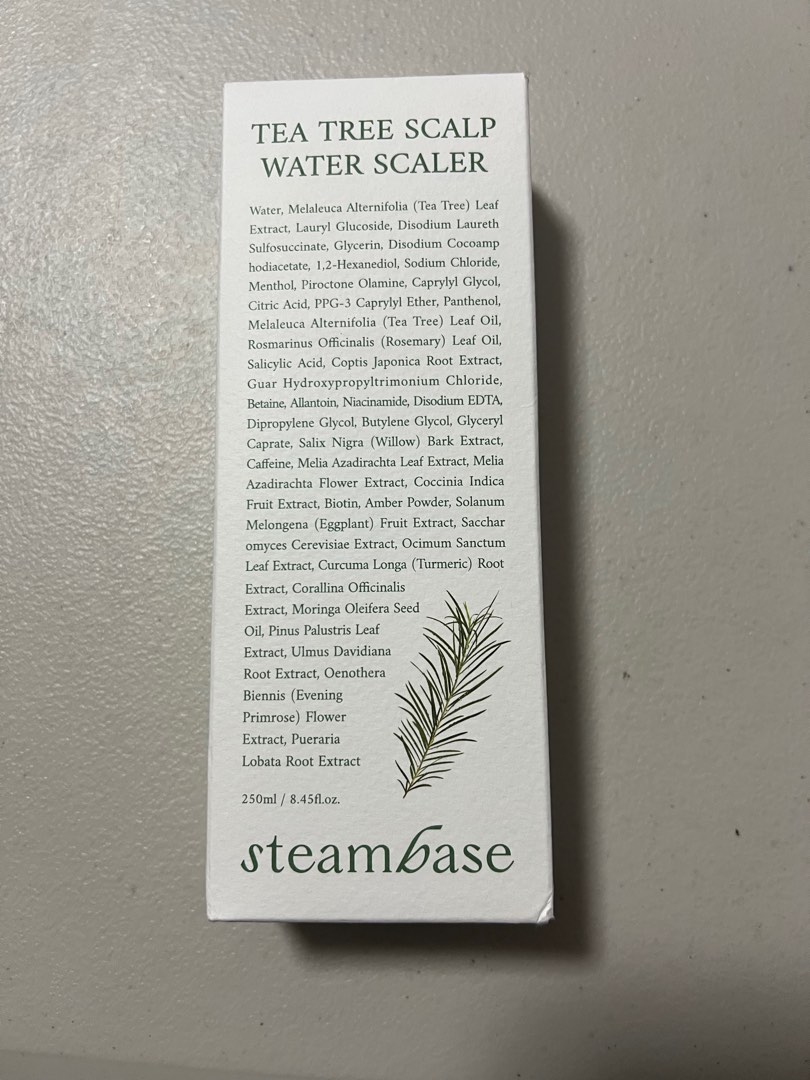 TEA TREE SCALP
WATER SCALER
Water, Melaleuca Alternifolia (Tea Tree) Leaf
Extract, Lauryl Glucoside, Disodium Laureth
Sulfosuccinate, Glycerin, Disodium Cocoamp
hodiacetate, 1,2-Hexanediol, Sodium Chloride,
Menthol, Piroctone Olamine, Caprylyl Glycol,
Citric Acid, PPG-3 Caprylyl Ether, Panthenol,
Melaleuca Alternifolia (Tea Tree) Leaf Oil,
Rosmarinus Officinalis (Rosemary) Leaf Oil,
Salicylic Acid, Coptis Japonica Root Extract,
Guar Hydroxypropyltrimonium Chloride,
Betaine, Allantoin, Niacinamide, Disodium EDTA,
Dipropylene Glycol, Butylene Glycol, Glyceryl
Caprate, Salix Nigra (Willow) Bark Extract,
Caffeine, Melia Azadirachta Leaf Extract, Melia
Azadirachta Flower Extract, Coccinia Indica
Fruit Extract, Biotin, Amber Powder, Solanum
Melongena (Eggplant) Fruit Extract, Sacchar
omyces Cerevisiae Extract, Ocimum Sanctum
Leaf Extract, Curcuma Longa (Turmeric) Root
Extract, Corallina Officinalis
Extract, Moringa Oleifera Seed
Oil, Pinus Palustris Leaf
Extract, Ulmus Davidiana
Root Extract, Oenothera
Biennis (Evening
Primrose) Flower
Extract, Pueraria
Lobata Root Extract
250ml / 8.45fl.oz.
steambase